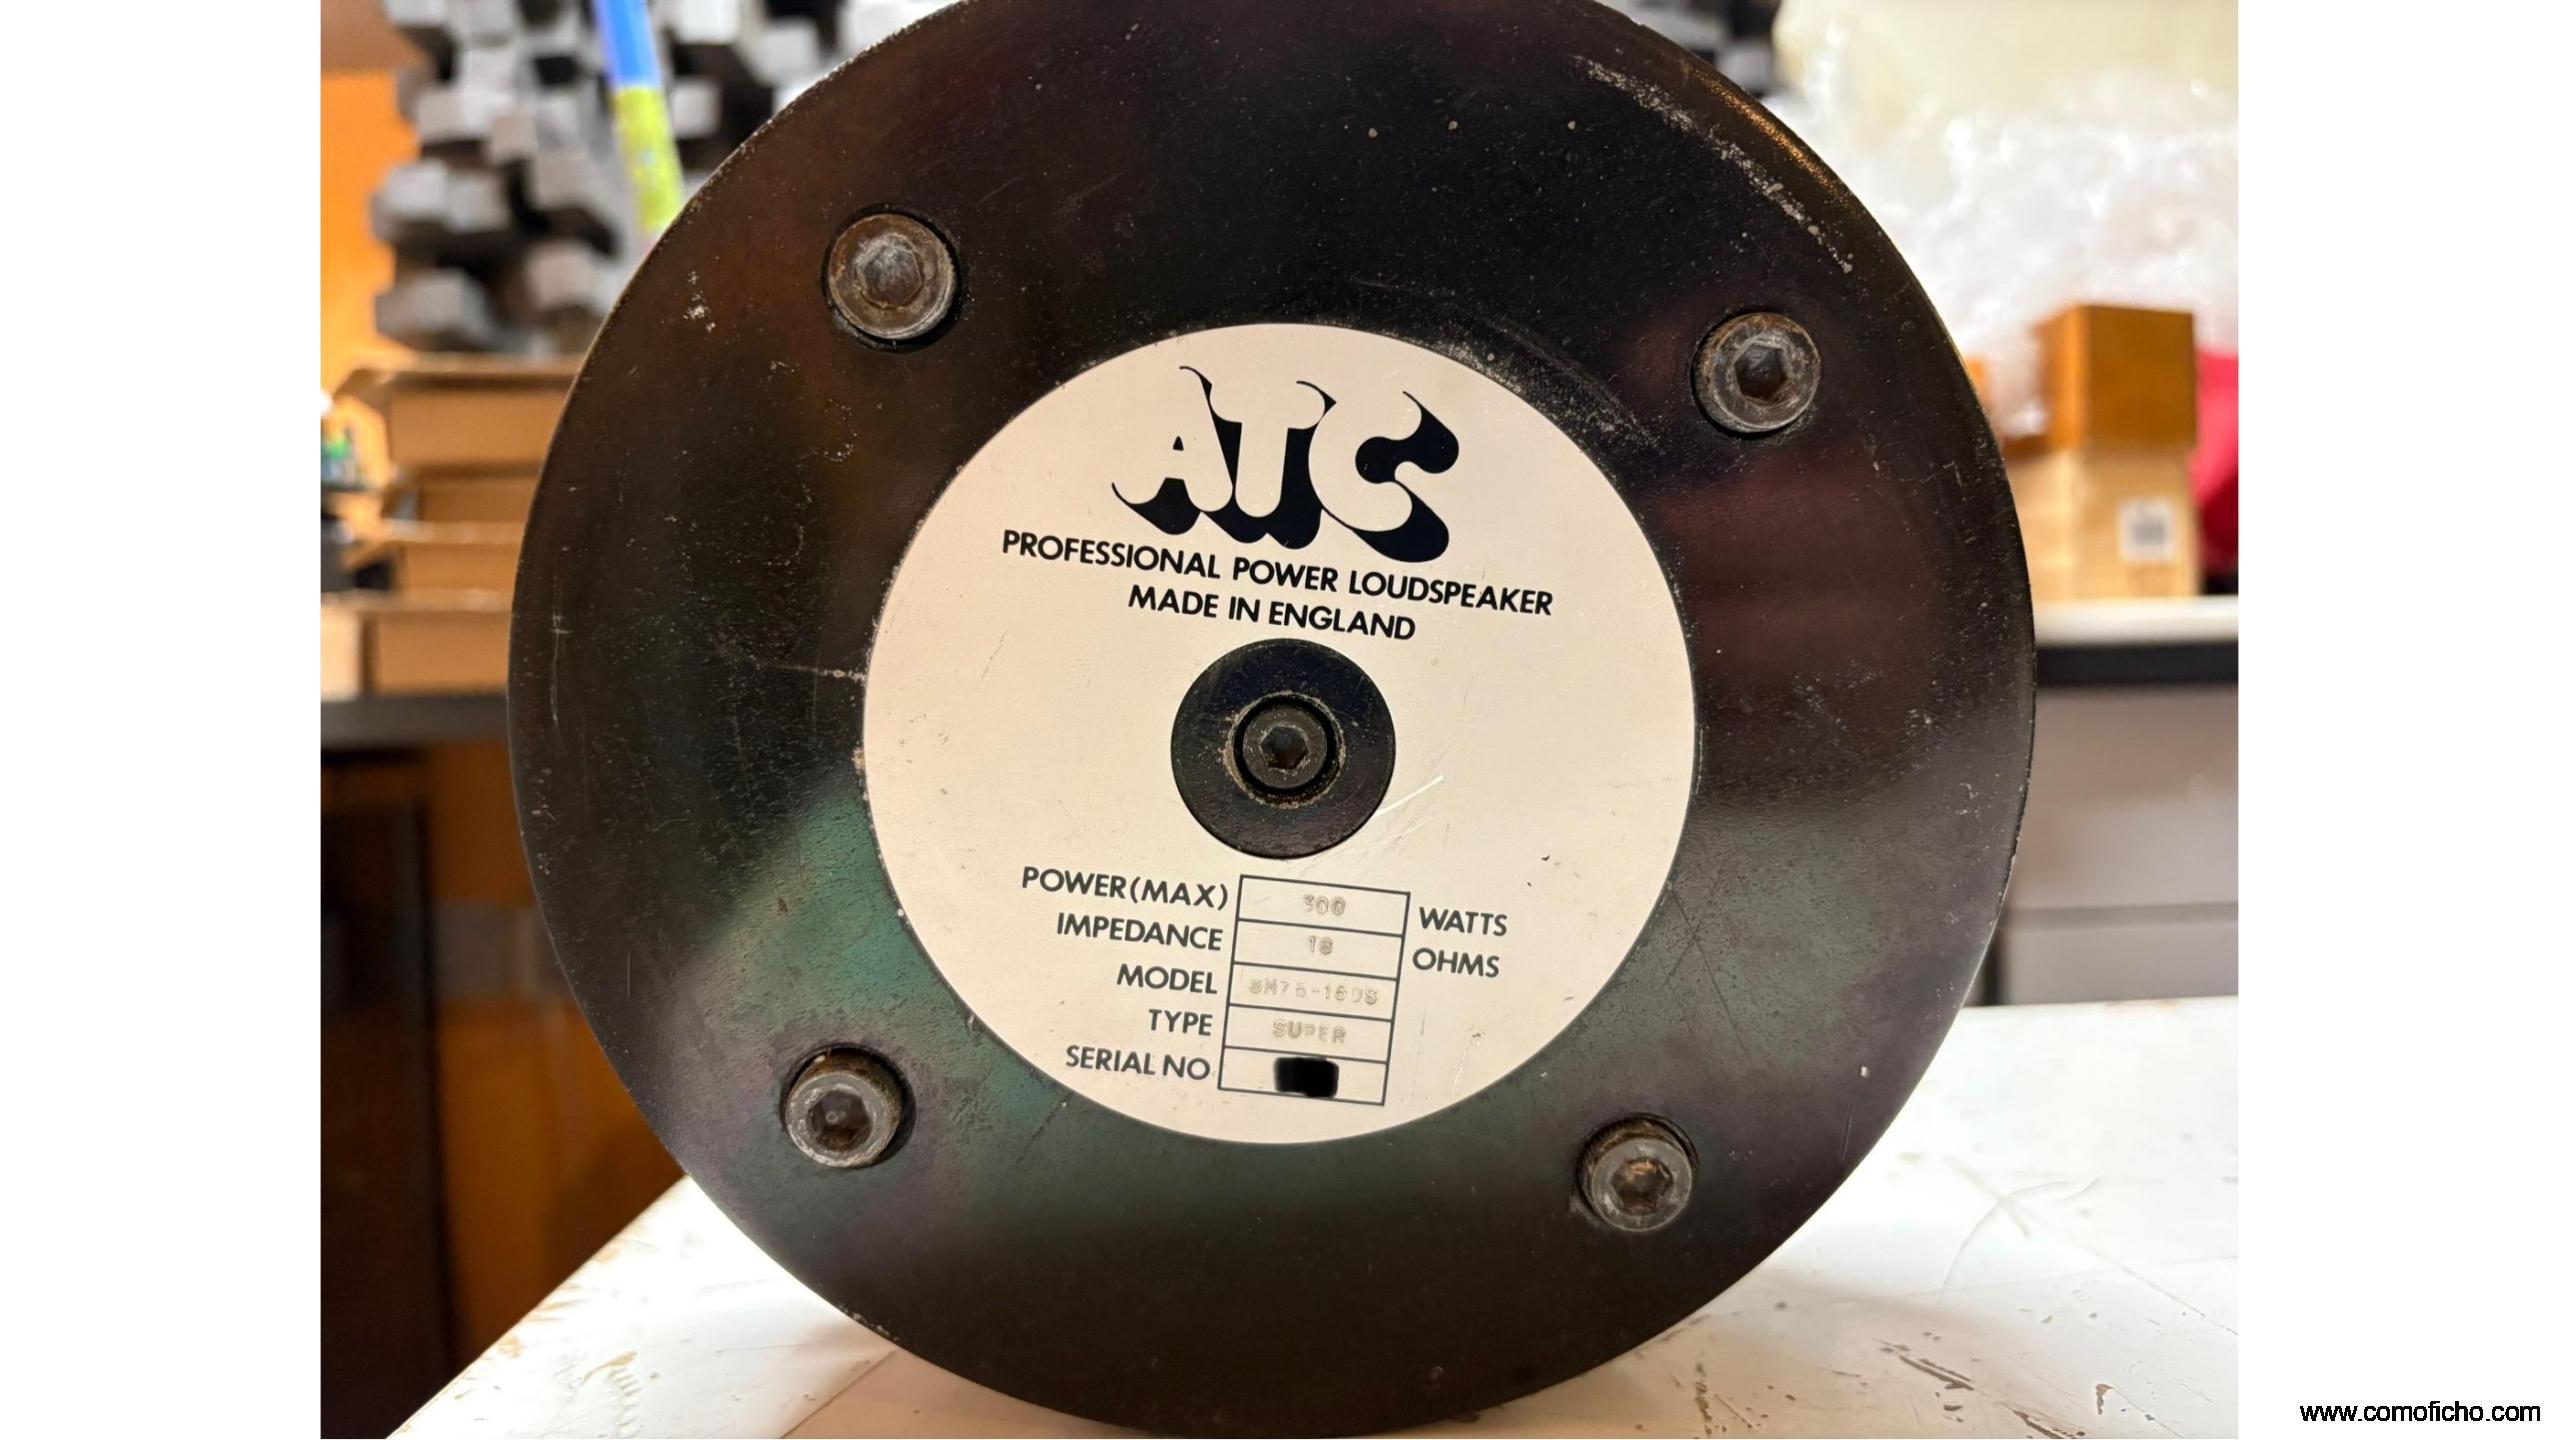 ATC
PROFESSIONAL POWER LOUDSPEAKER
MADE IN ENGLAND
POWER(MAX) 300 WATTS
IMPEDANCE 16 OHMS
MODEL SM75-150S
TYPE SUPER
SERIAL NO
www.comoficho.com